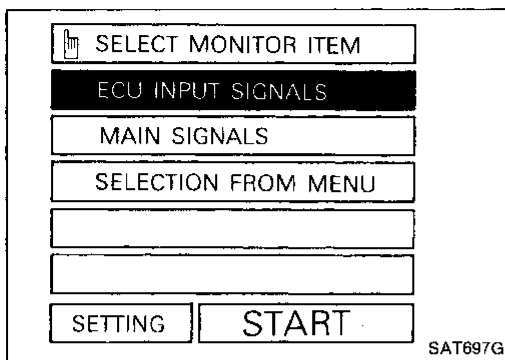 SELECT MONITOR ITEM
ECU INPUT SIGNALS
MAIN SIGNALS
SELECTION FROM MENU
SETTING START
SAT697G